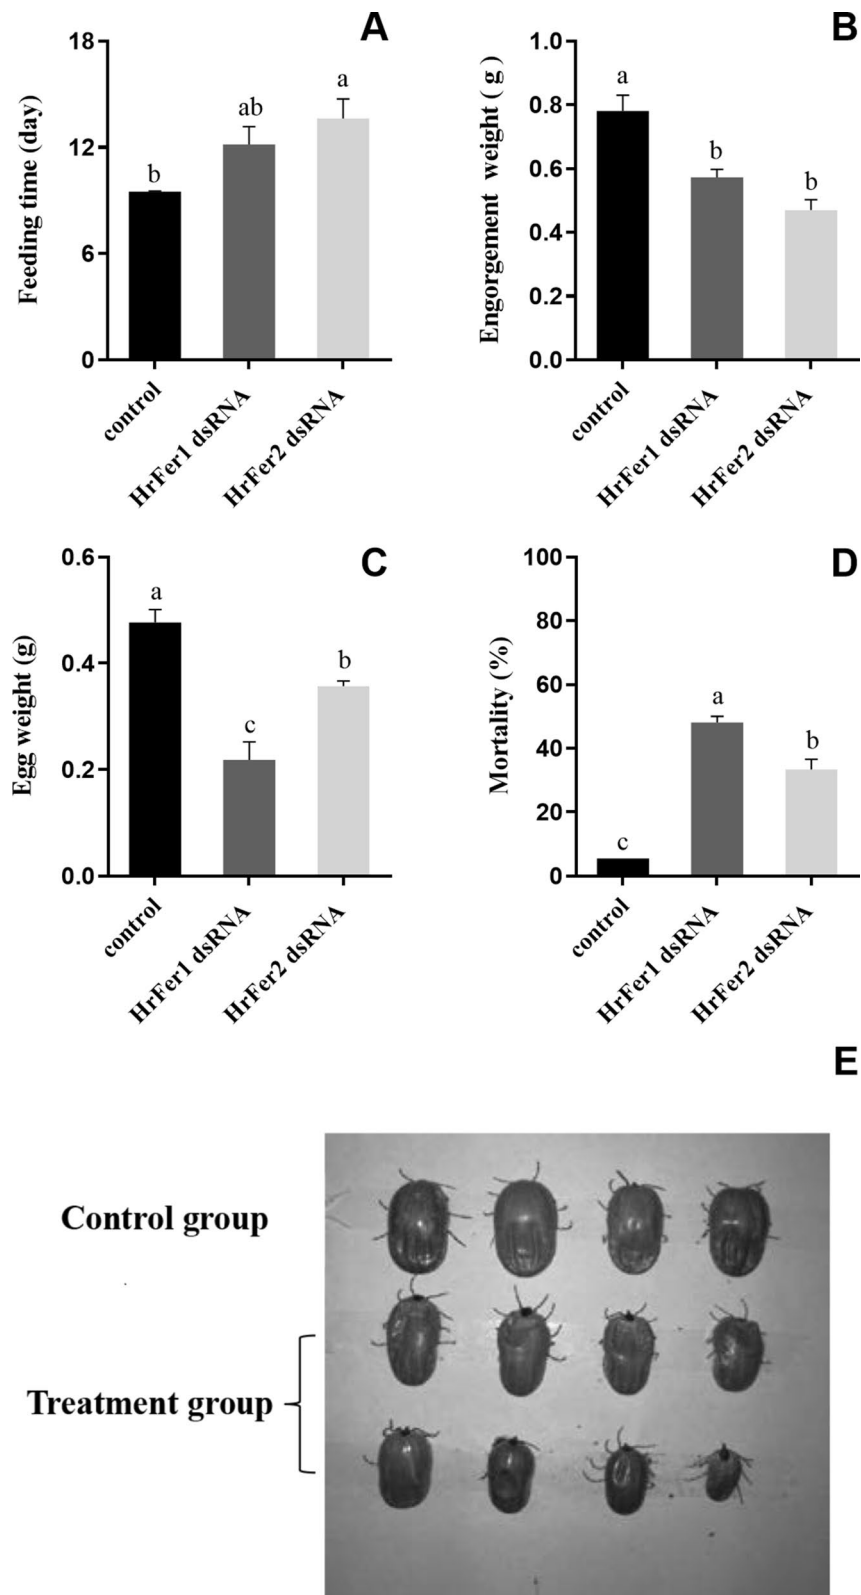 A
18
12
6
0
Feeding time (day)
b
ab
a
control
HrFer1 dsRNA
HrFer2 dsRNA
B
1.0
0.8
0.6
0.4
0.2
0.0
Engorgement weight ( g )
a
b
b
control
HrFer1 dsRNA
HrFer2 dsRNA
C
0.6
0.4
0.2
0.0
Egg weight (g)
a
c
b
control
HrFer1 dsRNA
HrFer2 dsRNA
D
100
80
60
40
20
0
Mortality (%)
c
a
b
control
HrFer1 dsRNA
HrFer2 dsRNA
E
Control group
Treatment group